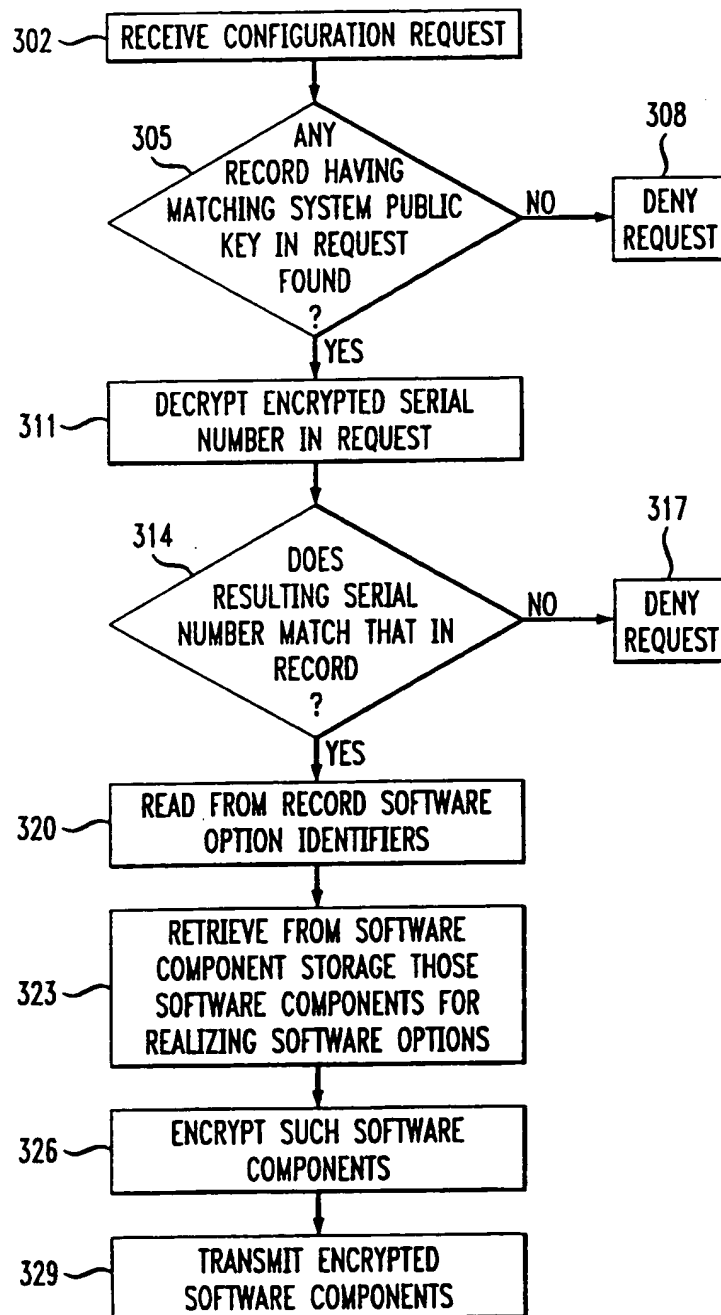 302
RECEIVE CONFIGURATION REQUEST
305
ANY
RECORD HAVING
MATCHING SYSTEM PUBLIC
KEY IN REQUEST
FOUND
?
NO
308
DENY
REQUEST
YES
311
DECRYPT ENCRYPTED SERIAL
NUMBER IN REQUEST
314
DOES
RESULTING SERIAL
NUMBER MATCH THAT IN
RECORD
?
NO
317
DENY
REQUEST
YES
320
READ FROM RECORD SOFTWARE
OPTION IDENTIFIERS
323
RETRIEVE FROM SOFTWARE
COMPONENT STORAGE THOSE
SOFTWARE COMPONENTS FOR
REALIZING SOFTWARE OPTIONS
326
ENCRYPT SUCH SOFTWARE
COMPONENTS
329
TRANSMIT ENCRYPTED
SOFTWARE COMPONENTS